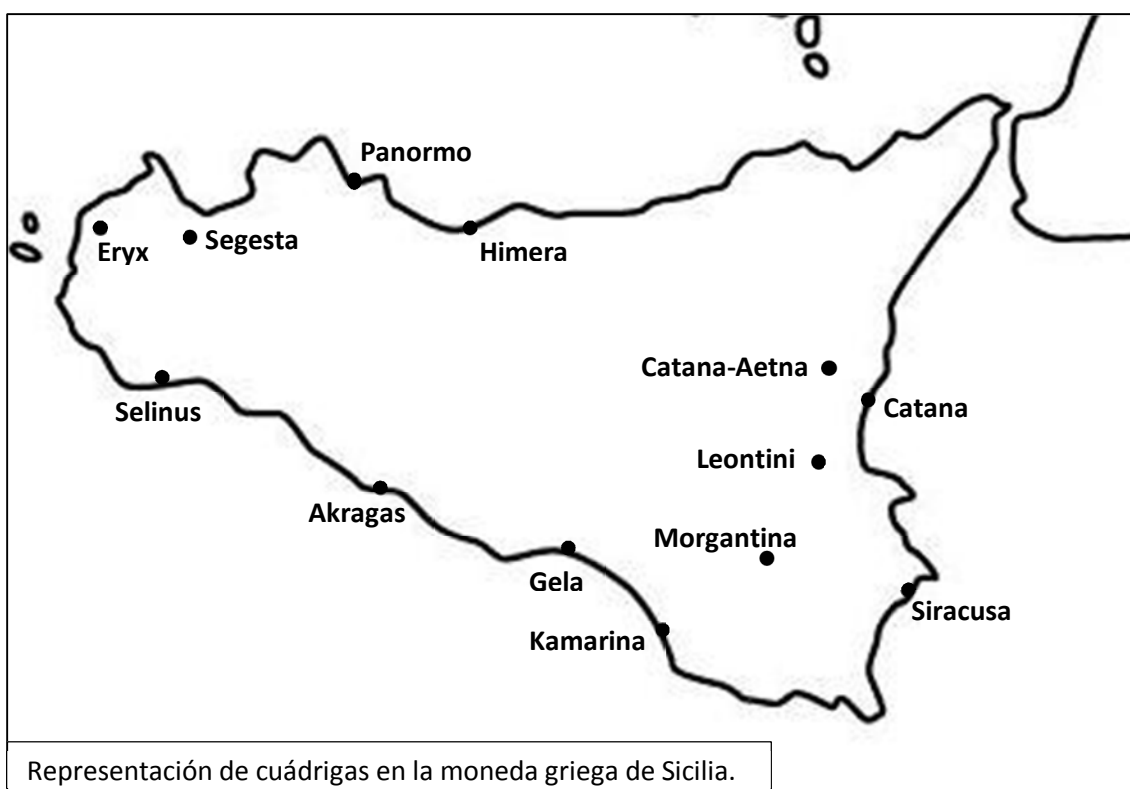 Panormo
Eryx
Segesta
Himera
Catana-Aetna
Selinus
Catana
Leontini
Akragas
Morgantina
Gela
Siracusa
Kamarina
Representación de cuádrigas en la moneda griega de Sicilia.